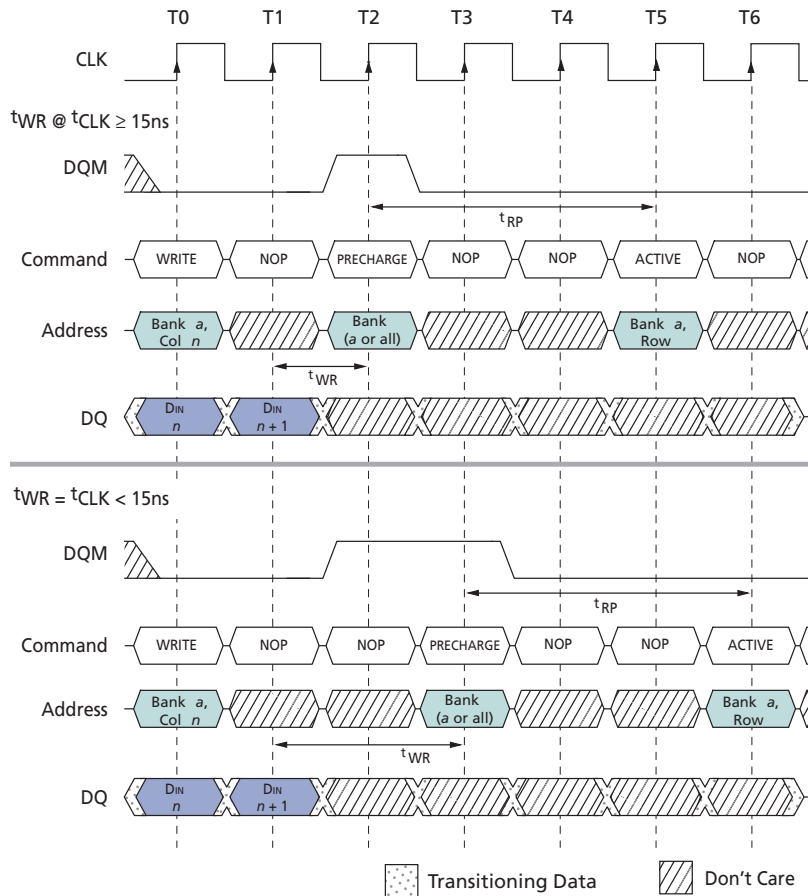 T0 T1 T2 T3 T4 T5 T6
CLK
tWR @ tCLK ≥ 15ns
DQM
tRP
Command WRITE NOP PRECHARGE NOP NOP ACTIVE NOP
Address Bank a, Col n Bank (a or all) Bank a, Row
tWR
DQ DIN n DIN n + 1
tWR = tCLK < 15ns
DQM
tRP
Command WRITE NOP NOP PRECHARGE NOP NOP ACTIVE
Address Bank a, Col n Bank (a or all) Bank a, Row
tWR
DQ DIN n DIN n + 1
Transitioning Data Don't Care